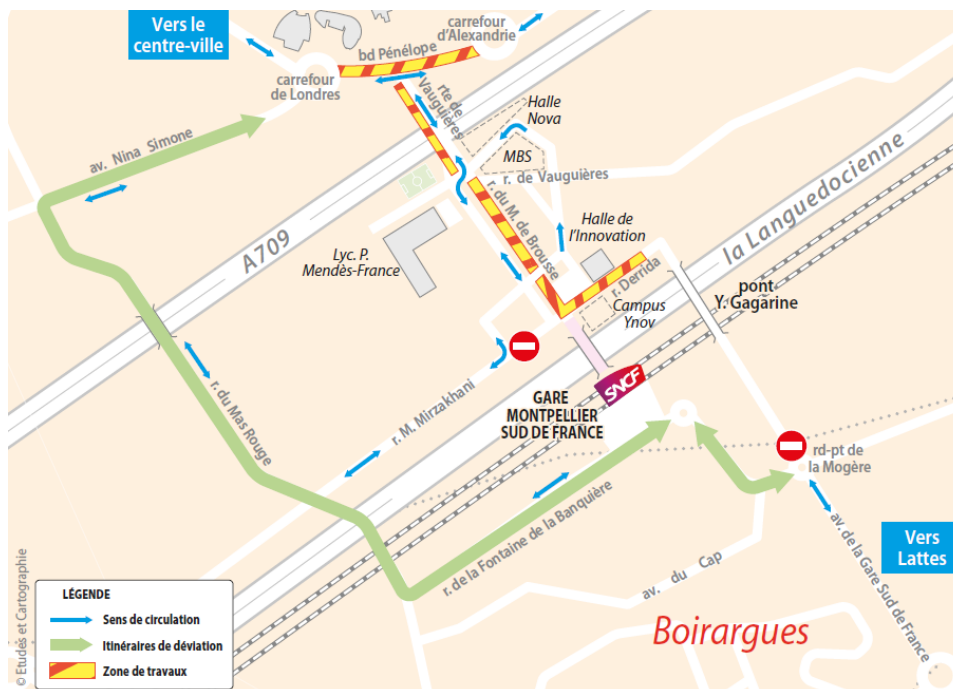 Vers le
centre-ville
carrefour
d'Alexandrie
bd Pénélope
carrefour
de Londres
rte de
Vauguières
Halle
Nova
MBS
av. Nina Simone
r. de Vauguières
la Languedocienne
r. du M. de Brousse
Halle de
l'Innovation
A709
Lyc. P.
Mendès-France
r. Derrida
pont
Y. Gagarine
Campus
Ynov
SNCF
GARE
MONTPELLIER
SUD DE FRANCE
r. du Mas Rouge
r. M. Mirzakhani
rd-pt de
la Mogère
r. de la Fontaine de la Banquière
av. de la Gare Sud de France
Vers
Lattes
av. du Cap
Boirargues
LÉGENDE
Sens de circulation
Itinéraires de déviation
Zone de travaux
© Etudes et Cartographie